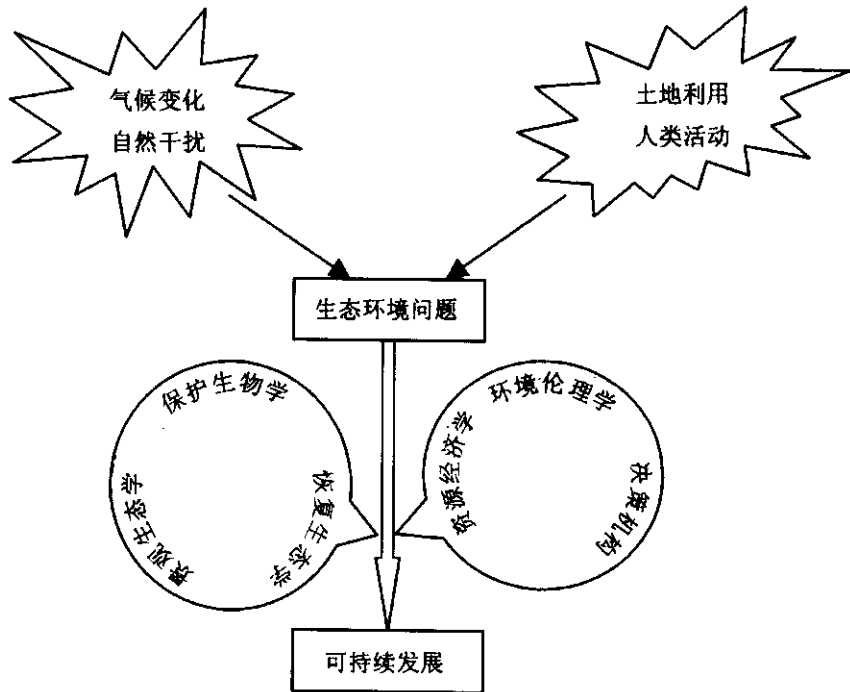 气候变化
自然干扰
土地利用
人类活动
生态环境问题
保护生物学
景观生态学
恢复生态学
环境伦理学
资源经济学
决策机构
可持续发展